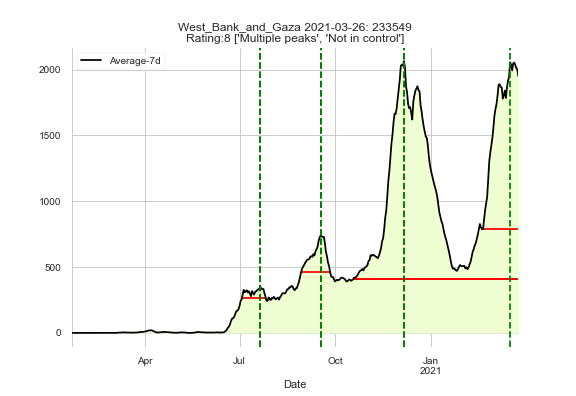 West_Bank_and_Gaza 2021-03-26: 233549
Rating:8 ['Multiple peaks', 'Not in control']
Average-7d
2000
1500
1000
500
0
Apr
Jul
Oct
Jan
2021
Date